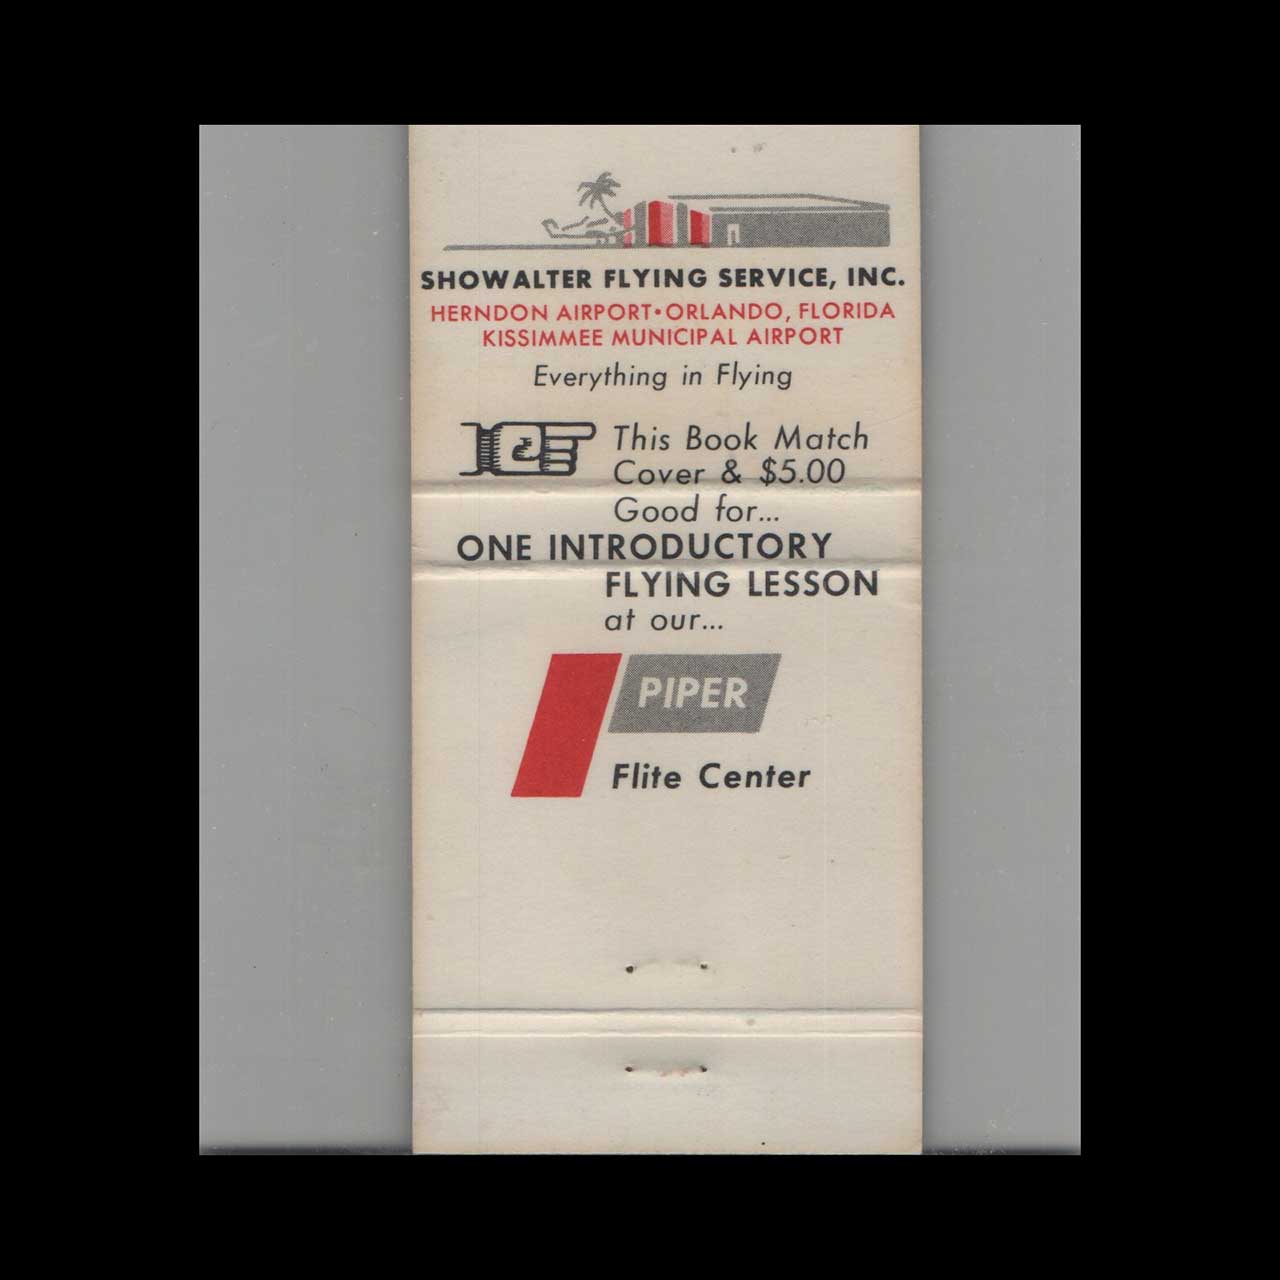 SHOWALTER FLYING SERVICE, INC.
HERNDON AIRPORT•ORLANDO, FLORIDA
KISSIMMEE MUNICIPAL AIRPORT
Everything in Flying
This Book Match
Cover & $5.00
Good for...
ONE INTRODUCTORY
FLYING LESSON
at our...
PIPER
Flite Center